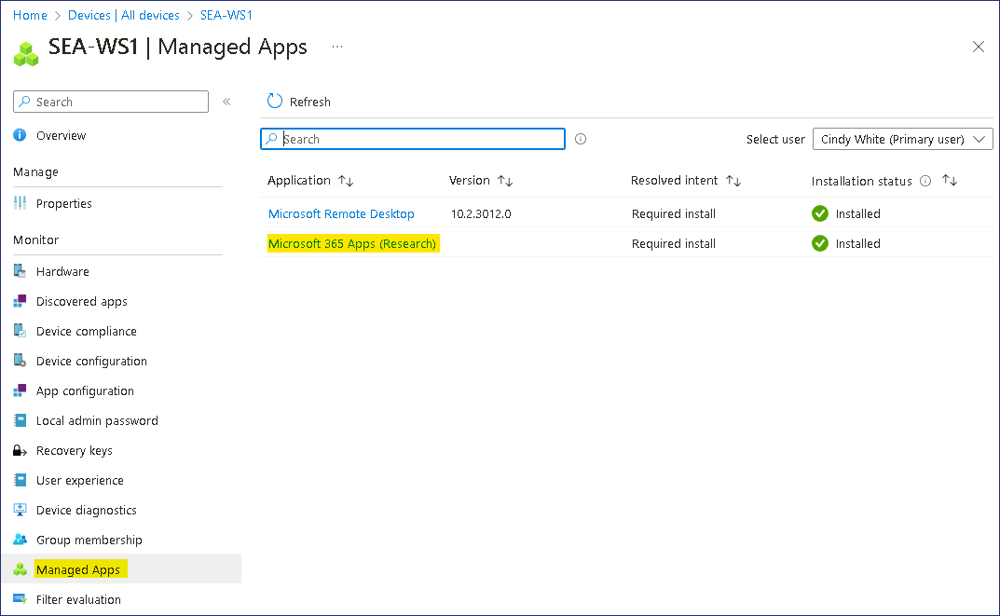 Home > Devices | All devices > SEA-WS1
SEA-WS1 | Managed Apps ...
Search «
Overview
Manage
Properties
Monitor
Hardware
Discovered apps
Device compliance
Device configuration
App configuration
Local admin password
Recovery keys
User experience
Device diagnostics
Group membership
Managed Apps
Filter evaluation
Refresh
Search Select user Cindy White (Primary user)
Application Version Resolved intent Installation status
Microsoft Remote Desktop 10.2.3012.0 Required install Installed
Microsoft 365 Apps (Research) Required install Installed